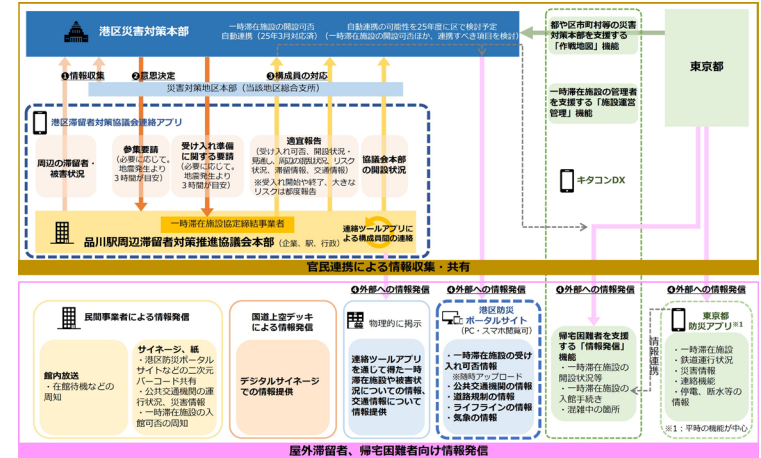 港区災害対策本部
一時滞在施設の開設可否
自動連携（25年3月対応済）
自動連携の可能性を25年度に区で検討予定
（一時滞在施設の開設可否ほか、連携すべき項目を検討）
都や区市町村等の災害
対策本部を支援する
「作戦地図」機能
東京都
❶情報収集
❷意思決定
❸構成員の対応
災害対策地区本部（当該地区総合支所）
一時滞在施設の管理者
を支援する「施設運営
管理」機能
港区滞留者対策協議会連絡アプリ
周辺の滞留者・
被害状況
参集要請
（必要に応じて。
地震発生より
3時間が目安）
受け入れ準備
に関する要請
（必要に応じて。
地震発生より
3時間が目安）
適宜報告
（受け入れ可否、開設状況・
見通し、周辺の混乱状況、リスク
状況、滞留情報、交通情報）
※受入れ開始や終了、大きな
リスクは都度報告
協議会本部
の開設状況
キタコンDX
一時滞在施設協定締結事業者
品川駅周辺滞留者対策推進協議会本部（企業、駅、行政）
連絡ツールアプリ
による構成員間の連絡
官民連携による情報収集・共有
❹外部への情報発信
❹外部への情報発信
❹外部への情報発信
❹外部への情報発信
民間事業者による情報発信
館内放送
・在館待機などの
周知
サイネージ、紙
・港区防災ポータル
サイトなどの二次元
バーコード共有
・公共交通機関の運
行状況、災害情報
・一時滞在施設の入
館可否の周知
国道上空デッキ
による情報発信
デジタルサイネージ
での情報提供
物理的に掲示
連絡ツールアプリ
を通じて得た一時
滞在施設や被害状
況についての情報、
交通情報について
情報提供
港区防災
ポータルサイト
（PC・スマホ閲覧可）
・一時滞在施設の受け
入れ可否情報
※随時アップロード
・公共交通機関の情報
・道路規制の情報
・ライフラインの情報
・気象の情報
帰宅困難者を支援
する「情報発信」
機能
・一時滞在施設の
開設状況等
・一時滞在施設の
入館手続き
・混雑中の箇所
情報連携
東京都
防災アプリ※1
・一時滞在施設
・鉄道運行状況
・災害情報
・連絡機能
・停電、断水等の
情報
※1：平時の機能が中心
屋外滞留者、帰宅困難者向け情報発信